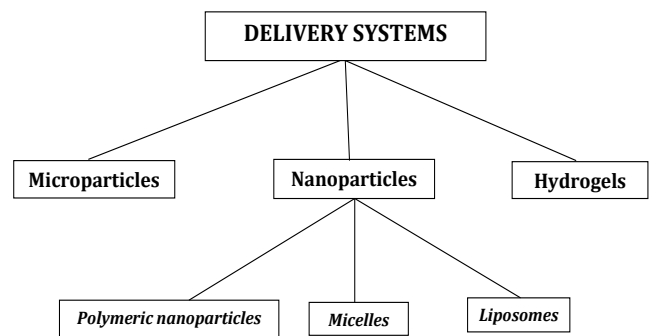 DELIVERY SYSTEMS
Microparticles
Nanoparticles
Hydrogels
Polymeric nanoparticles
Micelles
Liposomes